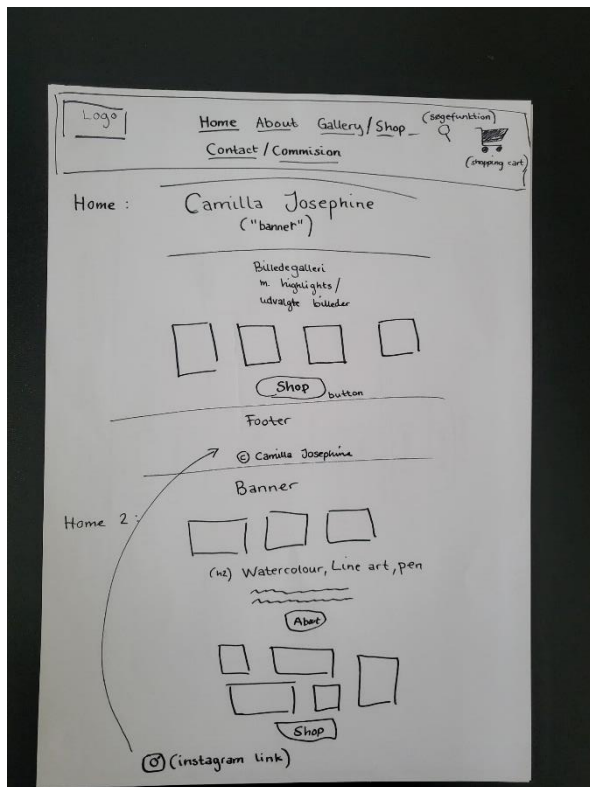 Logo
Home About Gallery/Shop
(søgefunktion)
Contact/Commision
(shopping cart)
Home :
Camilla Josephine
("banner")
Billedegalleri
m. highlights/
udvalgte billeder
Shop button
Footer
© Camilla Josephine
Banner
Home 2 :
(h2) Watercolour, Line art, pen
About
Shop
(instagram link)